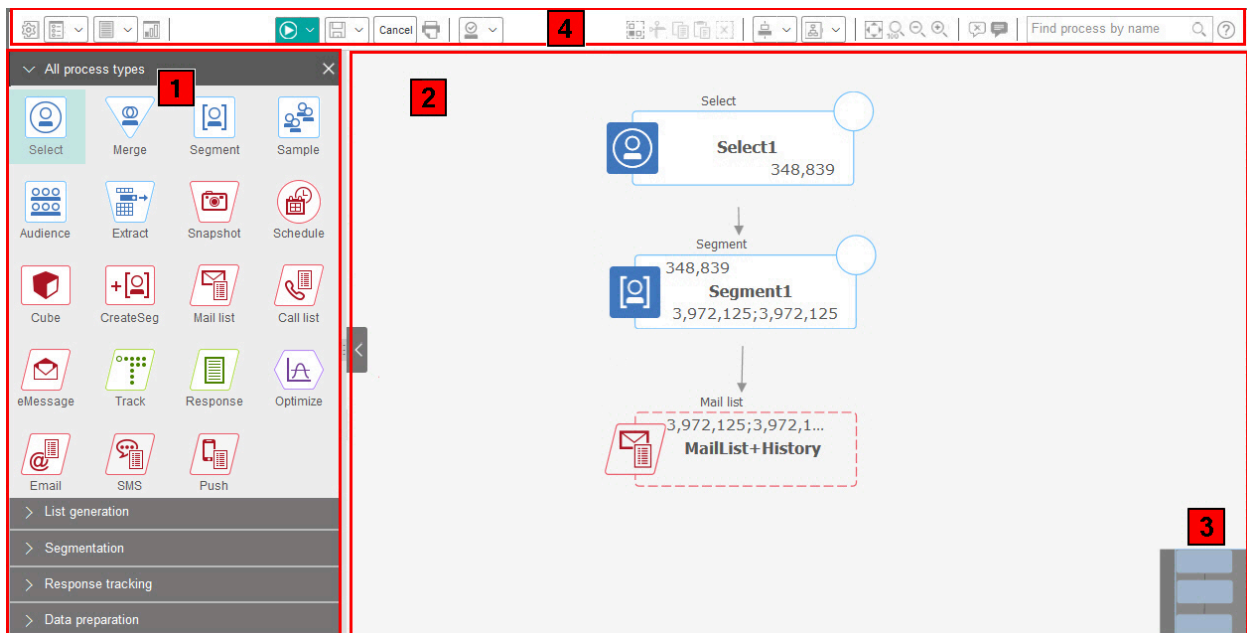 Cancel
4
100
Find process by name
?
All process types
1
Select
Merge
Segment
Sample
Audience
Extract
Snapshot
Schedule
Cube
CreateSeg
Mail list
Call list
eMessage
Track
Response
Optimize
Email
SMS
Push
List generation
Segmentation
Response tracking
Data preparation
2
Select
Select1
348,839
Segment
348,839
Segment1
3,972,125;3,972,125
Mail list
3,972,125;3,972,1...
MailList+History
3